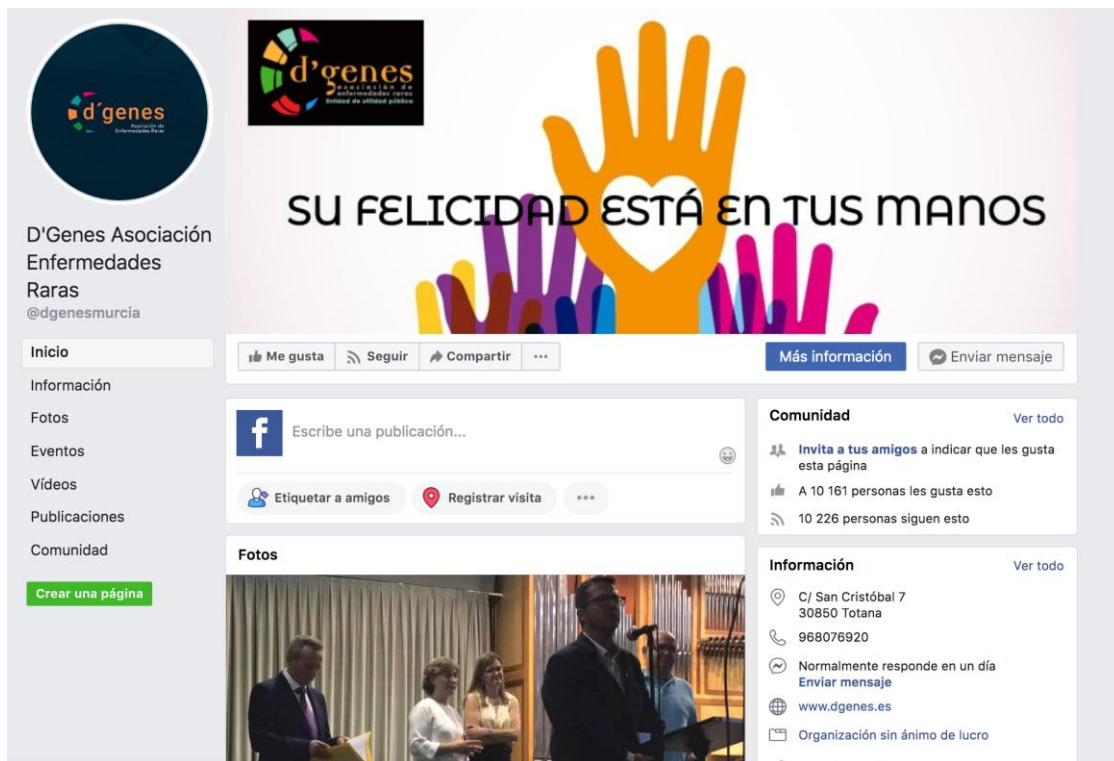 d´genes
Asociación de
Enfermedades Raras
D'Genes Asociación
Enfermedades
Raras
@dgenesmurcia
Inicio
Información
Fotos
Eventos
Vídeos
Publicaciones
Comunidad
Crear una página
d'genes
asociación de
enfermedades raras
Entidad de utilidad pública
SU FELICIDAD ESTÁ EN TUS MANOS
Me gusta Seguir Compartir ...
Más información Enviar mensaje
Escribe una publicación...
Etiquetar a amigos Registrar visita ...
Fotos
Comunidad Ver todo
Invita a tus amigos a indicar que les gusta
esta página
A 10 161 personas les gusta esto
10 226 personas siguen esto
Información Ver todo
C/ San Cristóbal 7
30850 Totana
968076920
Normalmente responde en un día
Enviar mensaje
www.dgenes.es
Organización sin ánimo de lucro